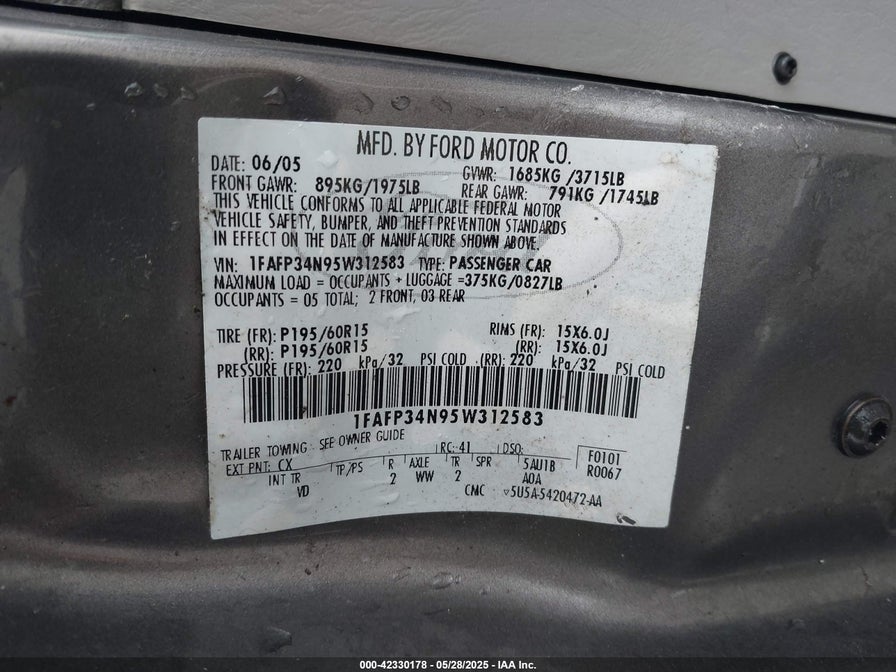 MFD. BY FORD MOTOR CO.
DATE: 06/05 GVWR: 1685KG /3715LB
FRONT GAWR: 895KG/1975LB REAR GAWR: 791KG /1745LB
THIS VEHICLE CONFORMS TO ALL APPLICABLE FEDERAL MOTOR
VEHICLE SAFETY, BUMPER, AND THEFT PREVENTION STANDARDS
IN EFFECT ON THE DATE OF MANUFACTURE SHOWN ABOVE.
VIN: 1FAFP34N95W312583 TYPE: PASSENGER CAR
MAXIMUM LOAD = OCCUPANTS + LUGGAGE =375KG/0827LB
OCCUPANTS = 05 TOTAL; 2 FRONT, 03 REAR
TIRE (FR): P195/60R15 RIMS (FR): 15X6.0J
(RR): P195/60R15 (RR): 15X6.0J
PRESSURE (FR): 220 kPa/32 PSI COLD (RR): 220 kPa/32 PSI COLD
1FAFP34N95W312583
TRAILER TOWING - SEE OWNER GUIDE RC: 41 DSO: F0101
EXT PNT: CX TP/PS R AXLE TR SPR 5AU1B R0067
INT TR 2 WW 2 A0A
VD CMC ▽5U5A-5420472-AA
000-42330178 - 05/28/2025 - IAA Inc.